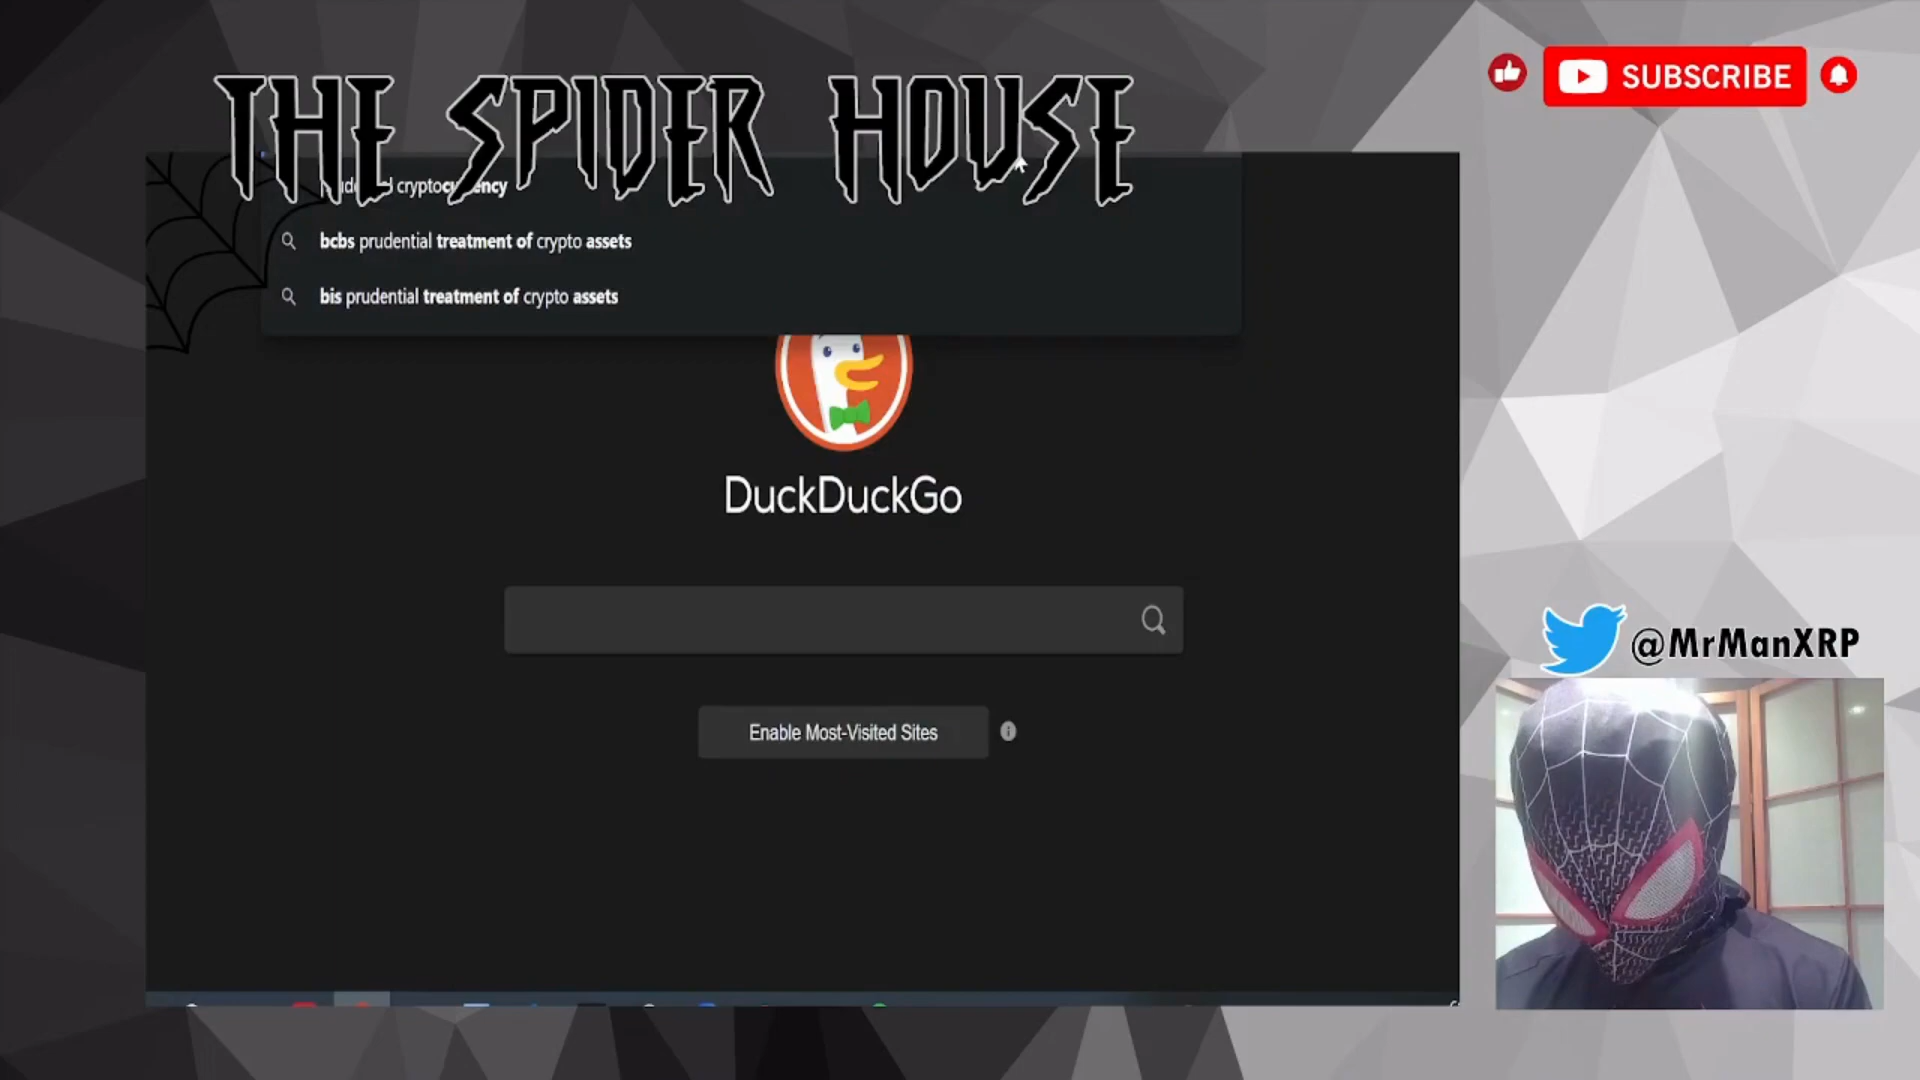 THE SPIDER HOUSE
SUBSCRIBE
bcbs prudential treatment of crypto assets
bis prudential treatment of crypto assets
DuckDuckGo
Enable Most-Visited Sites
@MrManXRP